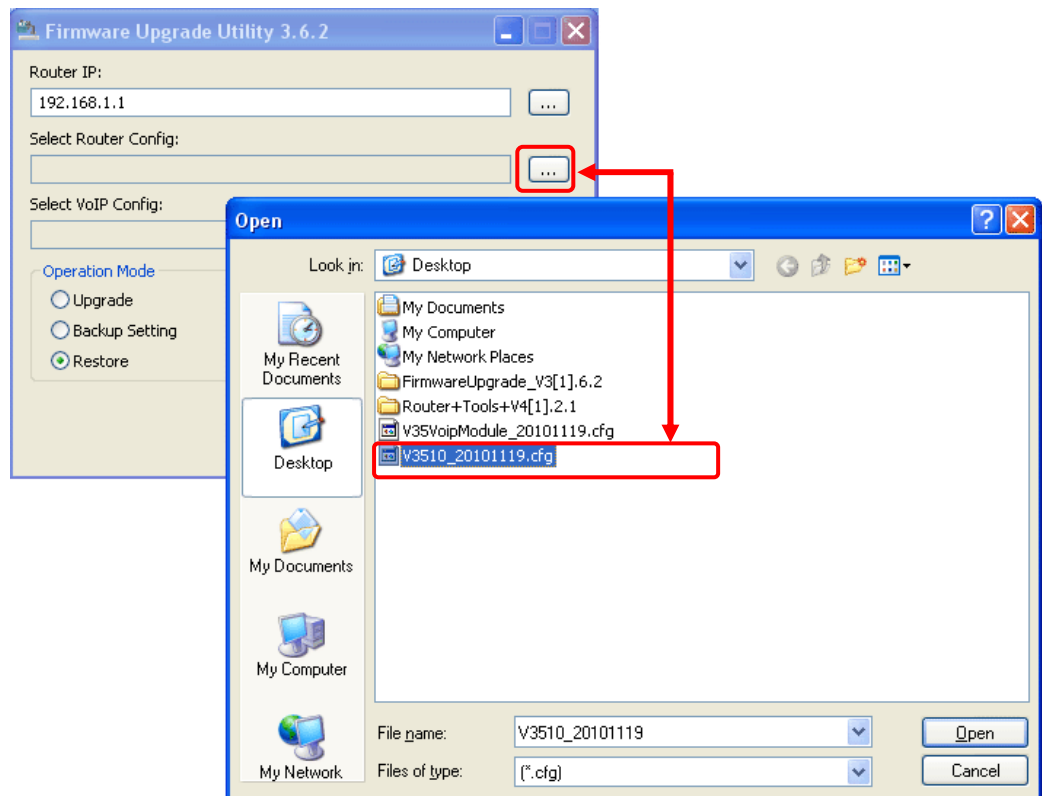 Firmware Upgrade Utility 3.6.2
Router IP:
192.168.1.1
...
Select Router Config:
...
Select VoIP Config:
Operation Mode
Upgrade
Backup Setting
Restore
Open
Look in:
Desktop
My Recent
Documents
Desktop
My Documents
My Computer
My Network
My Documents
My Computer
My Network Places
FirmwareUpgrade_V3[1].6.2
Router+Tools+V4[1].2.1
V35VoipModule_20101119.cfg
V3510_20101119.cfg
File name:
V3510_20101119
Open
Files of type:
(*.cfg)
Cancel